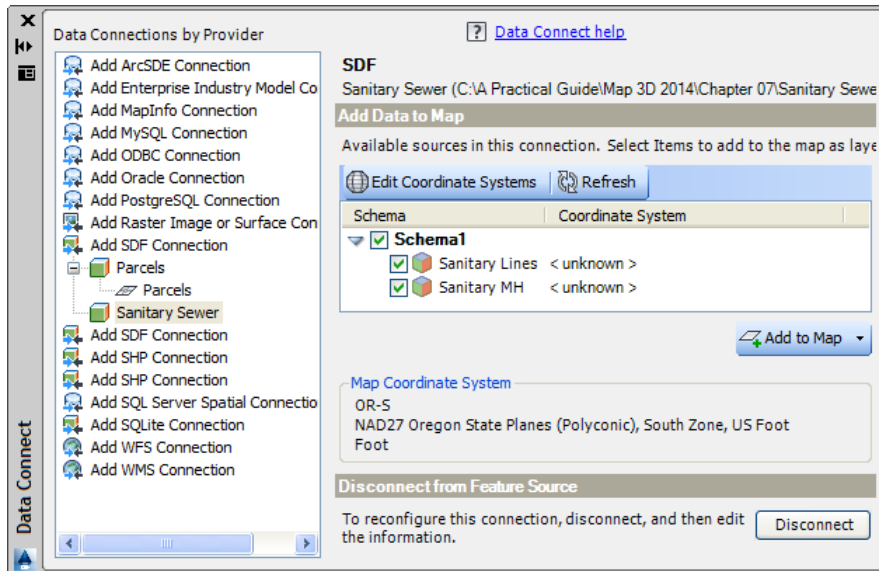 Data Connections by Provider
Add ArcSDE Connection
Add Enterprise Industry Model Co
Add MapInfo Connection
Add MySQL Connection
Add ODBC Connection
Add Oracle Connection
Add PostgreSQL Connection
Add Raster Image or Surface Con
Add SDF Connection
Parcels
Parcels
Sanitary Sewer
Add SDF Connection
Add SHP Connection
Add SHP Connection
Add SQL Server Spatial Connectio
Add SQLite Connection
Add WFS Connection
Add WMS Connection
Data Connect
? Data Connect help
SDF
Sanitary Sewer (C:\A Practical Guide\Map 3D 2014\Chapter 07\Sanitary Sewe
Add Data to Map
Available sources in this connection. Select Items to add to the map as laye
Edit Coordinate Systems Refresh
Schema Coordinate System
Schema1
Sanitary Lines < unknown >
Sanitary MH < unknown >
Add to Map
Map Coordinate System
OR-S
NAD27 Oregon State Planes (Polyconic), South Zone, US Foot
Foot
Disconnect from Feature Source
To reconfigure this connection, disconnect, and then edit
the information.
Disconnect